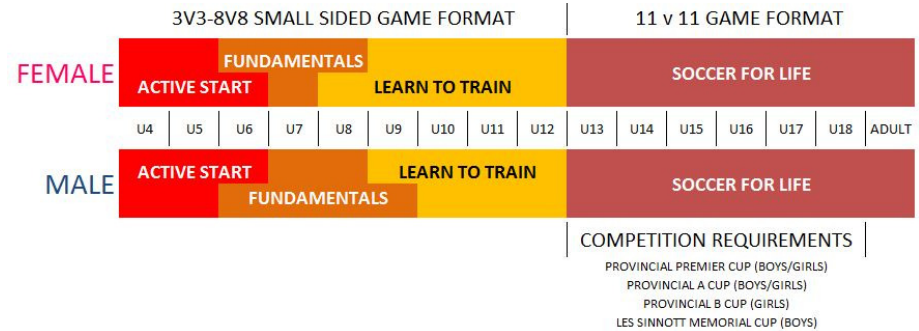 3V3-8V8 SMALL SIDED GAME FORMAT
11 v 11 GAME FORMAT
FEMALE
FUNDAMENTALS
ACTIVE START
LEARN TO TRAIN
SOCCER FOR LIFE
U4 U5 U6 U7 U8 U9 U10 U11 U12 U13 U14 U15 U16 U17 U18 ADULT
MALE
ACTIVE START
LEARN TO TRAIN
FUNDAMENTALS
SOCCER FOR LIFE
COMPETITION REQUIREMENTS
PROVINCIAL PREMIER CUP (BOYS/GIRLS)
PROVINCIAL A CUP (BOYS/GIRLS)
PROVINCIAL B CUP (GIRLS)
LES SINNOTT MEMORIAL CUP (BOYS)